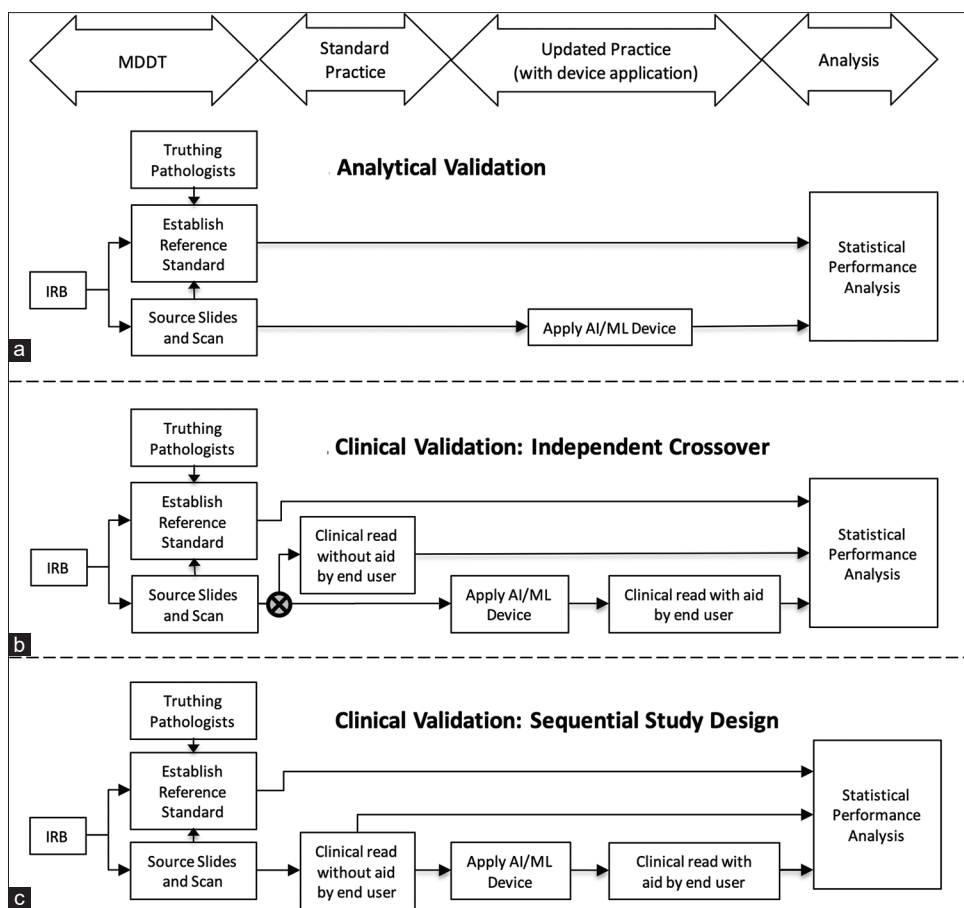 MDDT
Standard
Practice
Updated Practice
(with device application)
Analysis
Truthing
Pathologists
Analytical Validation
Establish
Reference
Standard
IRB
Source Slides
and Scan
Apply AI/ML Device
Statistical
Performance
Analysis
a
Truthing
Pathologists
Clinical Validation: Independent Crossover
Establish
Reference
Standard
IRB
Source Slides
and Scan
Clinical read
without aid
by end user
Apply AI/ML
Device
Clinical read with aid
by end user
Statistical
Performance
Analysis
b
Truthing
Pathologists
Clinical Validation: Sequential Study Design
Establish
Reference
Standard
IRB
Source Slides
and Scan
Clinical read
without aid
by end user
Apply AI/ML
Device
Clinical read with
aid by end user
Statistical
Performance
Analysis
c